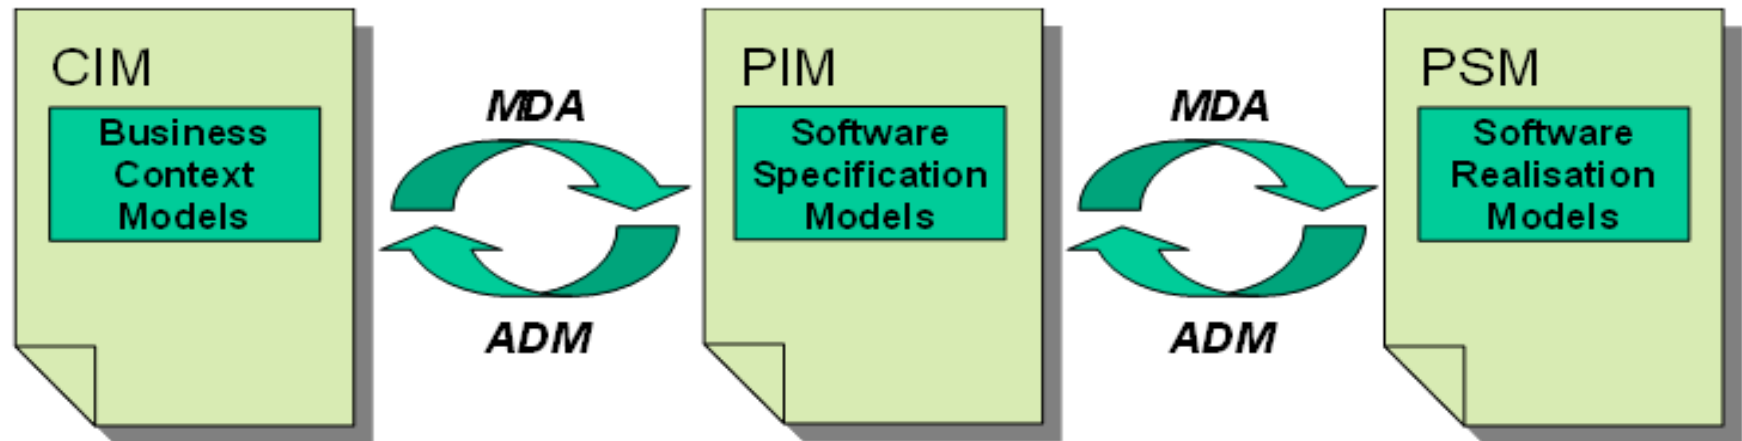 CIM
Business
Context
Models
MDA
ADM
PIM
Software
Specification
Models
MDA
ADM
PSM
Software
Realisation
Models